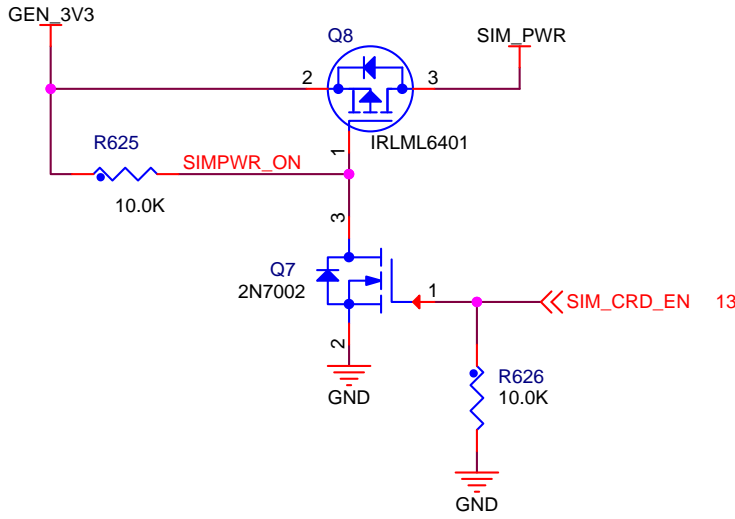 GEN_3V3
Q8
SIM_PWR
2
3
IRLML6401
1
R625
SIMPWR_ON
10.0K
3
Q7
2N7002
1
SIM_CRD_EN 13
2
GND
R626
10.0K
GND